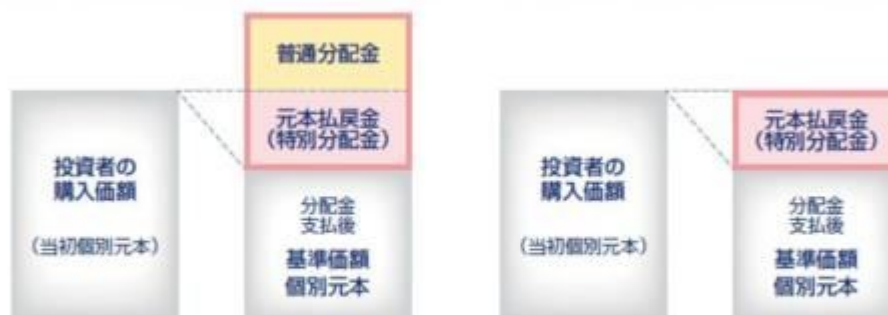 普通分配金
元本払戻金
(特別分配金)
投資者の
購入価額
(当初個別元本)
分配金
支払後
基準価額
個別元本
元本払戻金
(特別分配金)
投資者の
購入価額
(当初個別元本)
分配金
支払後
基準価額
個別元本